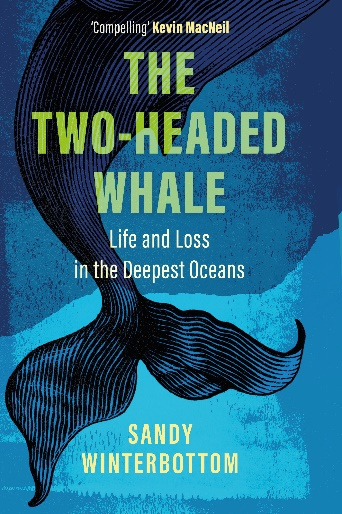 ‘Compelling’ Kevin MacNeil
THE
TWO-HEADED
WHALE
Life and Loss
in the Deepest Oceans
SANDY
WINTERBOTTOM